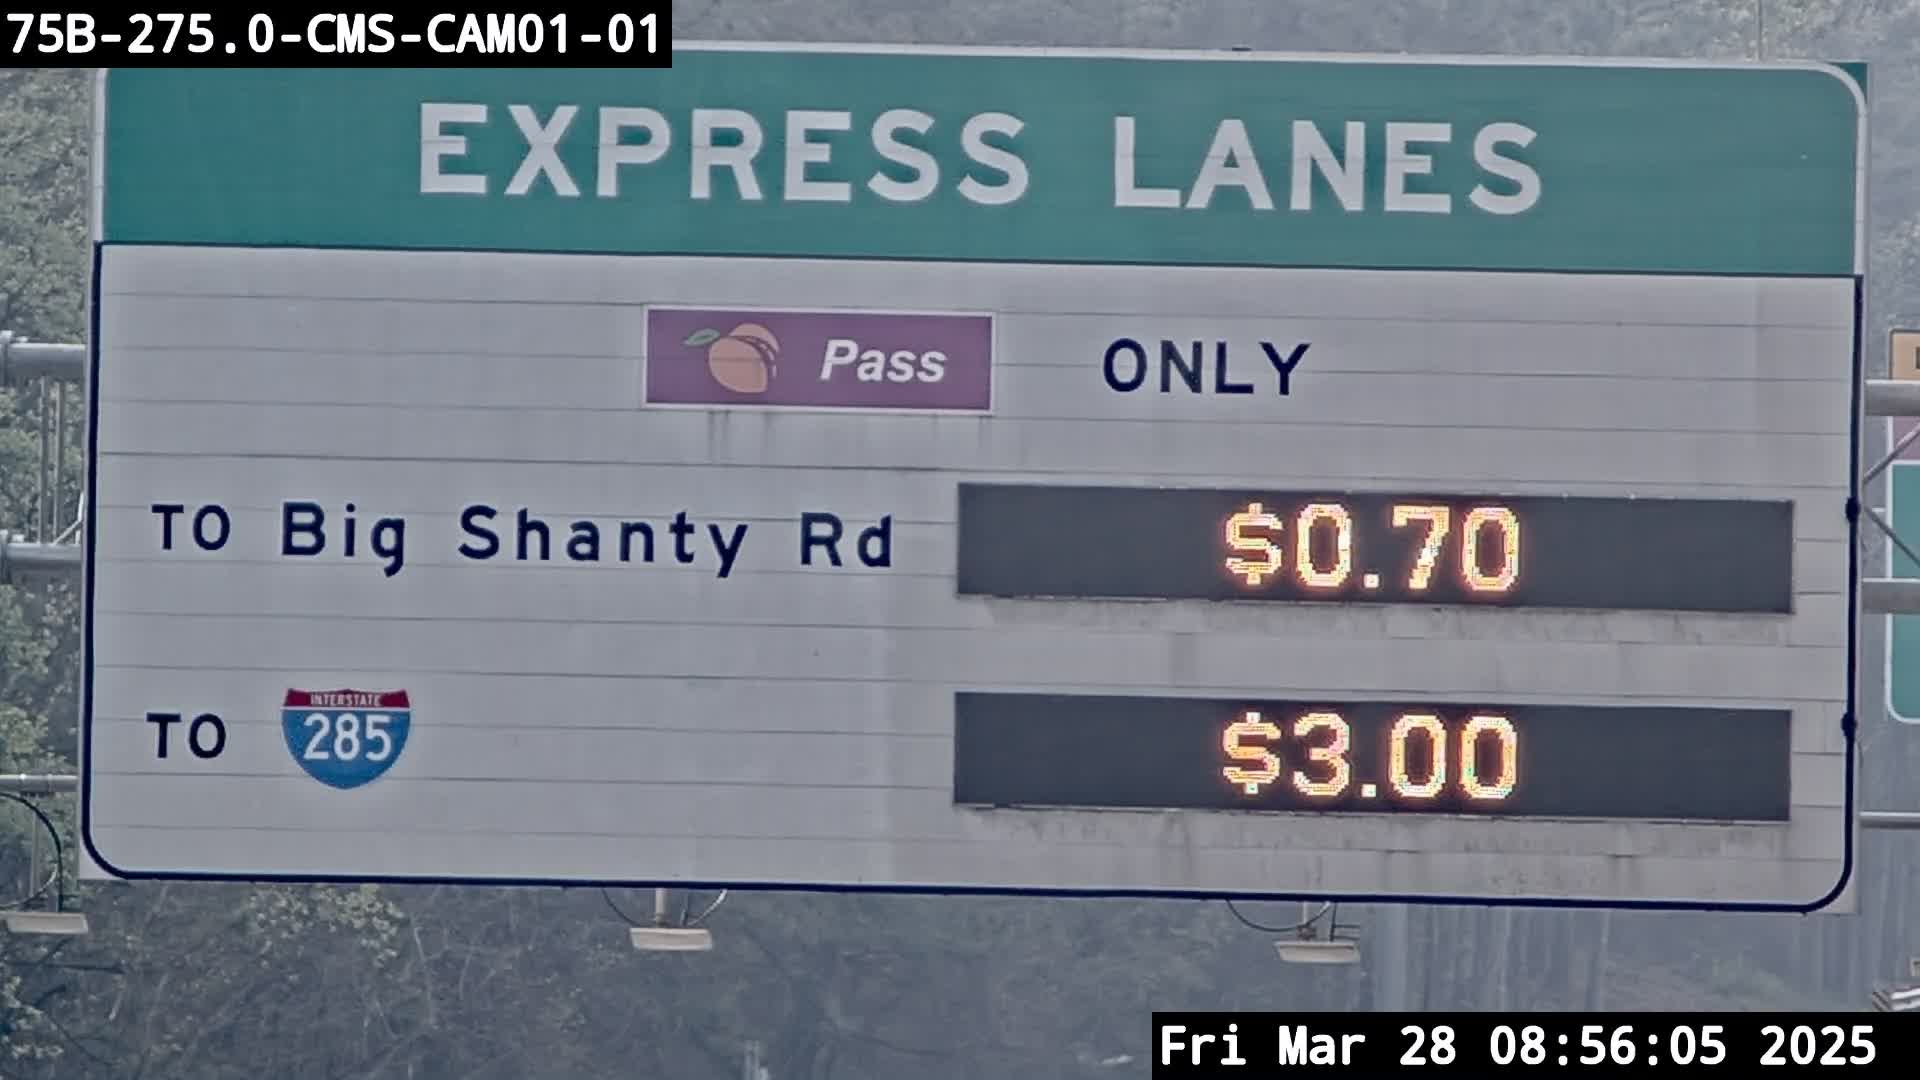 75B-275.0-CMS-CAM01-01
EXPRESS LANES
Pass ONLY
TO Big Shanty Rd $0.70
TO INTERSTATE 285 $3.00
Fri Mar 28 08:56:05 2025